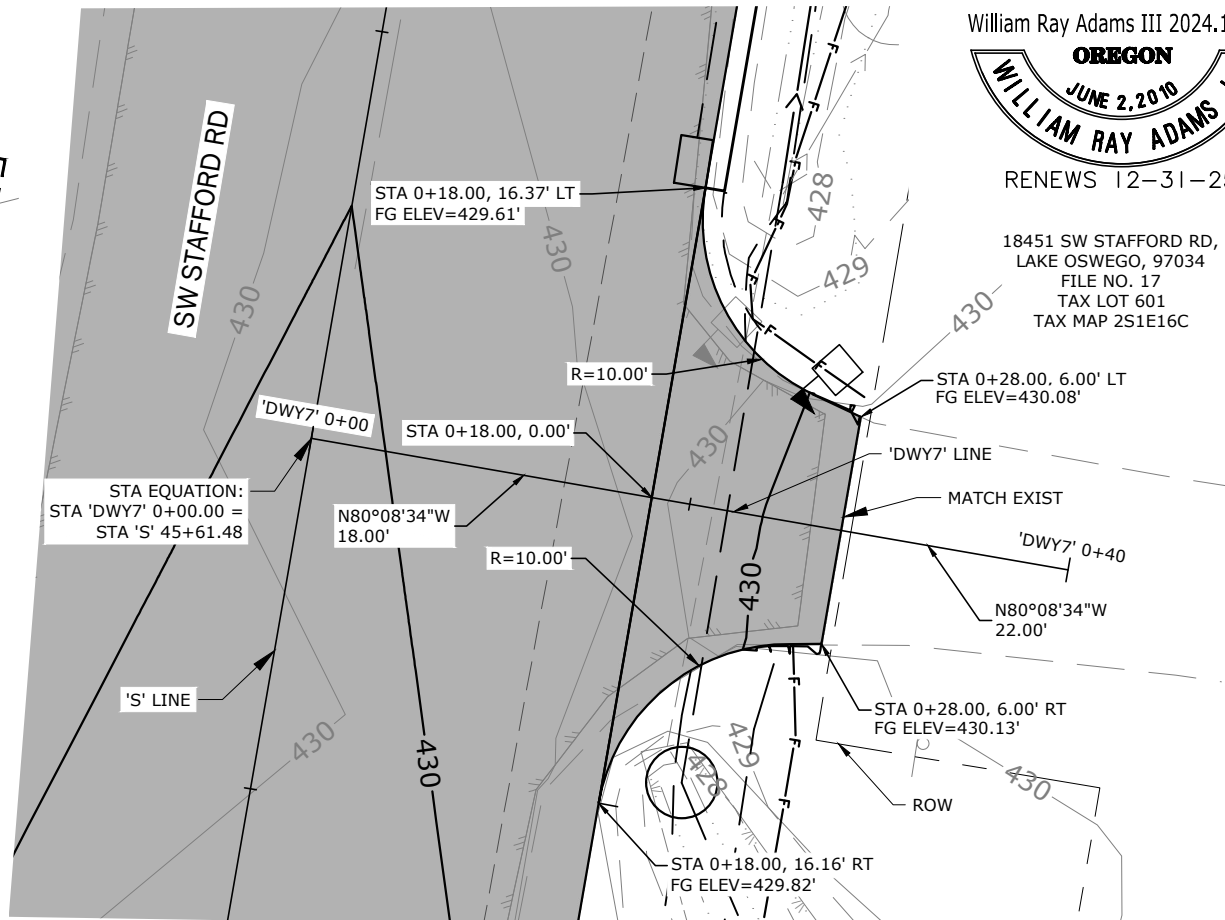 William Ray Adams III 2024.1
OREGON
JUNE 2, 2010
WILLIAM RAY ADAMS
RENEWS 12-31-25
18451 SW STAFFORD RD,
LAKE OSWEGO, 97034
FILE NO. 17
TAX LOT 601
TAX MAP 2S1E16C
SW STAFFORD RD
STA 0+18.00, 16.37' LT
FG ELEV=429.61'
428
429
430
430
430
R=10.00'
STA 0+28.00, 6.00' LT
FG ELEV=430.08'
'DWY7' 0+00
STA 0+18.00, 0.00'
430
'DWY7' LINE
STA EQUATION:
STA 'DWY7' 0+00.00 =
STA 'S' 45+61.48
N80°08'34"W
18.00'
MATCH EXIST
'DWY7' 0+40
R=10.00'
430
N80°08'34"W
22.00'
'S' LINE
STA 0+28.00, 6.00' RT
FG ELEV=430.13'
430
430
429
428
430
ROW
STA 0+18.00, 16.16' RT
FG ELEV=429.82'
F
F
F
F
F
F
F
F
F
F